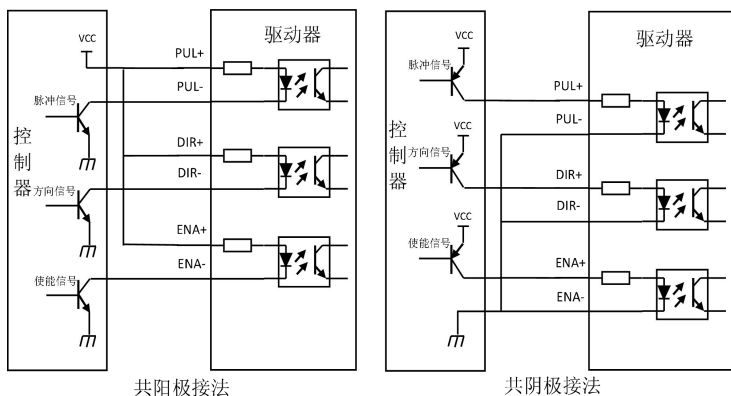 VCC
驱动器
PUL+
脉冲信号
PUL-
控制器
DIR+
方向信号
DIR-
ENA+
使能信号
ENA-
共阳极接法
VCC
驱动器
脉冲信号
PUL+
PUL-
控制器
VCC
方向信号
DIR+
DIR-
VCC
使能信号
ENA+
ENA-
共阴极接法